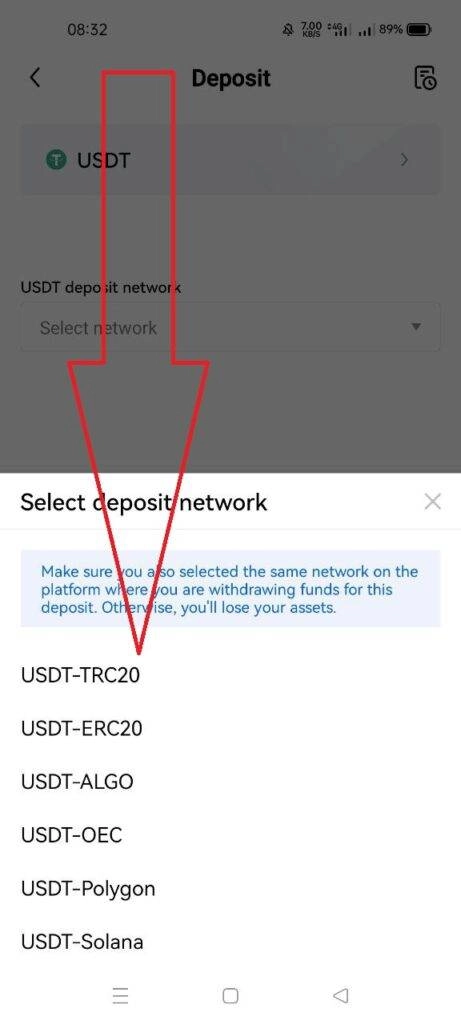 08:32 7.00 KB/S 4G 89%
Deposit
USDT
USDT deposit network
Select network
Select deposit network
Make sure you also selected the same network on the
platform where you are withdrawing funds for this
deposit. Otherwise, you'll lose your assets.
USDT-TRC20
USDT-ERC20
USDT-ALGO
USDT-OEC
USDT-Polygon
USDT-Solana